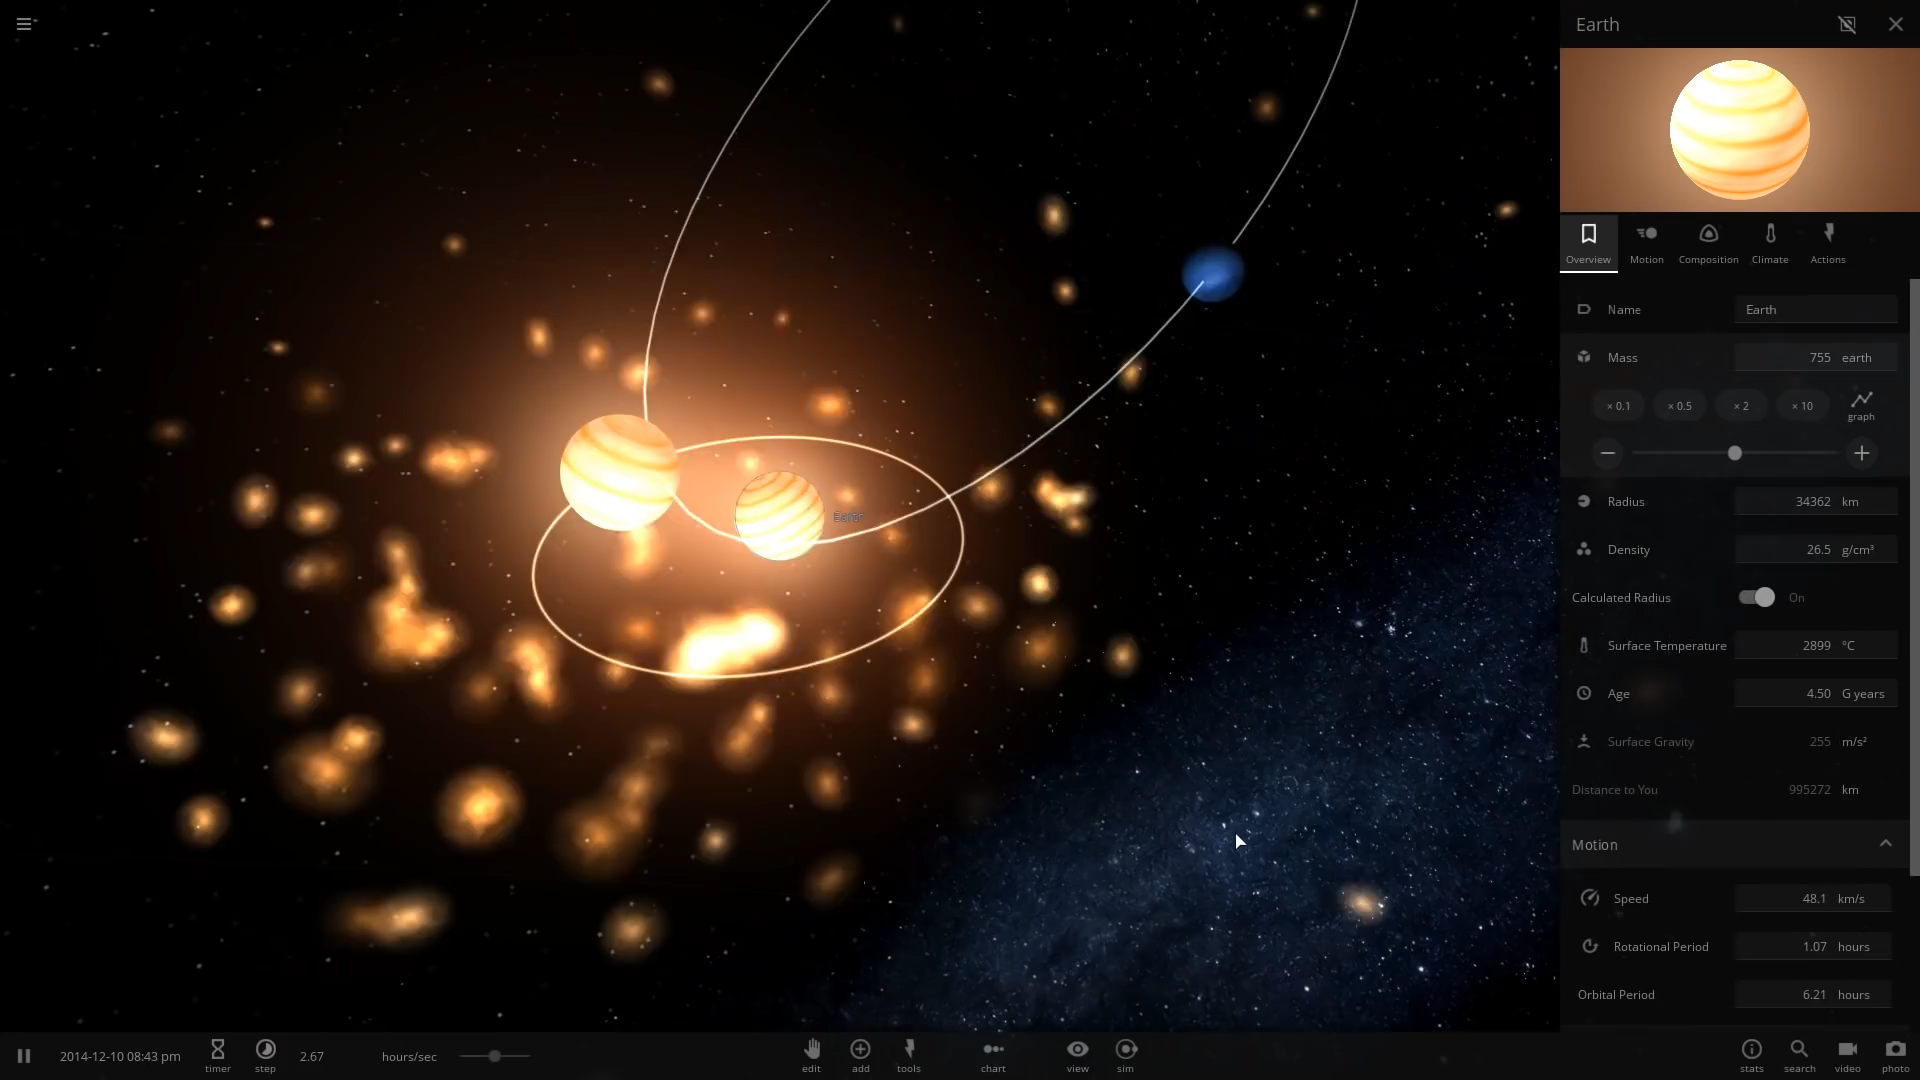 Earth
Overview
Motion
Composition
Climate
Actions
Name Earth
Mass 755 earth
× 0.1 × 0.5 × 2 × 10 graph
Radius 34362 km
Density 26.5 g/cm³
Calculated Radius On
Surface Temperature 2899 °C
Age 4.50 G years
Surface Gravity 255 m/s²
Distance to You 995272 km
Motion
Speed 48.1 km/s
Rotational Period 1.07 hours
Orbital Period 6.21 hours
Earth
2014-12-10 08:43 pm timer step 2.67 hours/sec edit add tools chart view sim stats search video photo